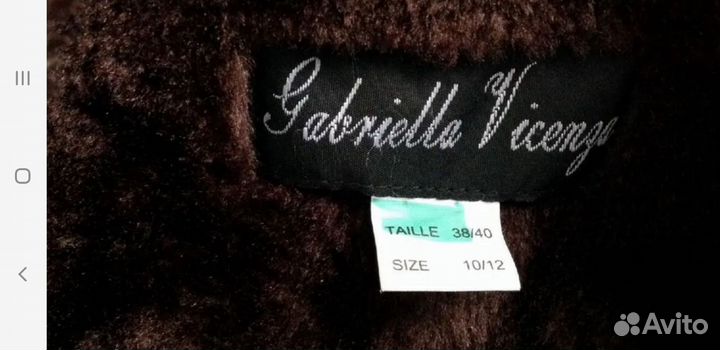 Gabriella Vicenza
TAILLE 38/40
SIZE 10/12
Avito